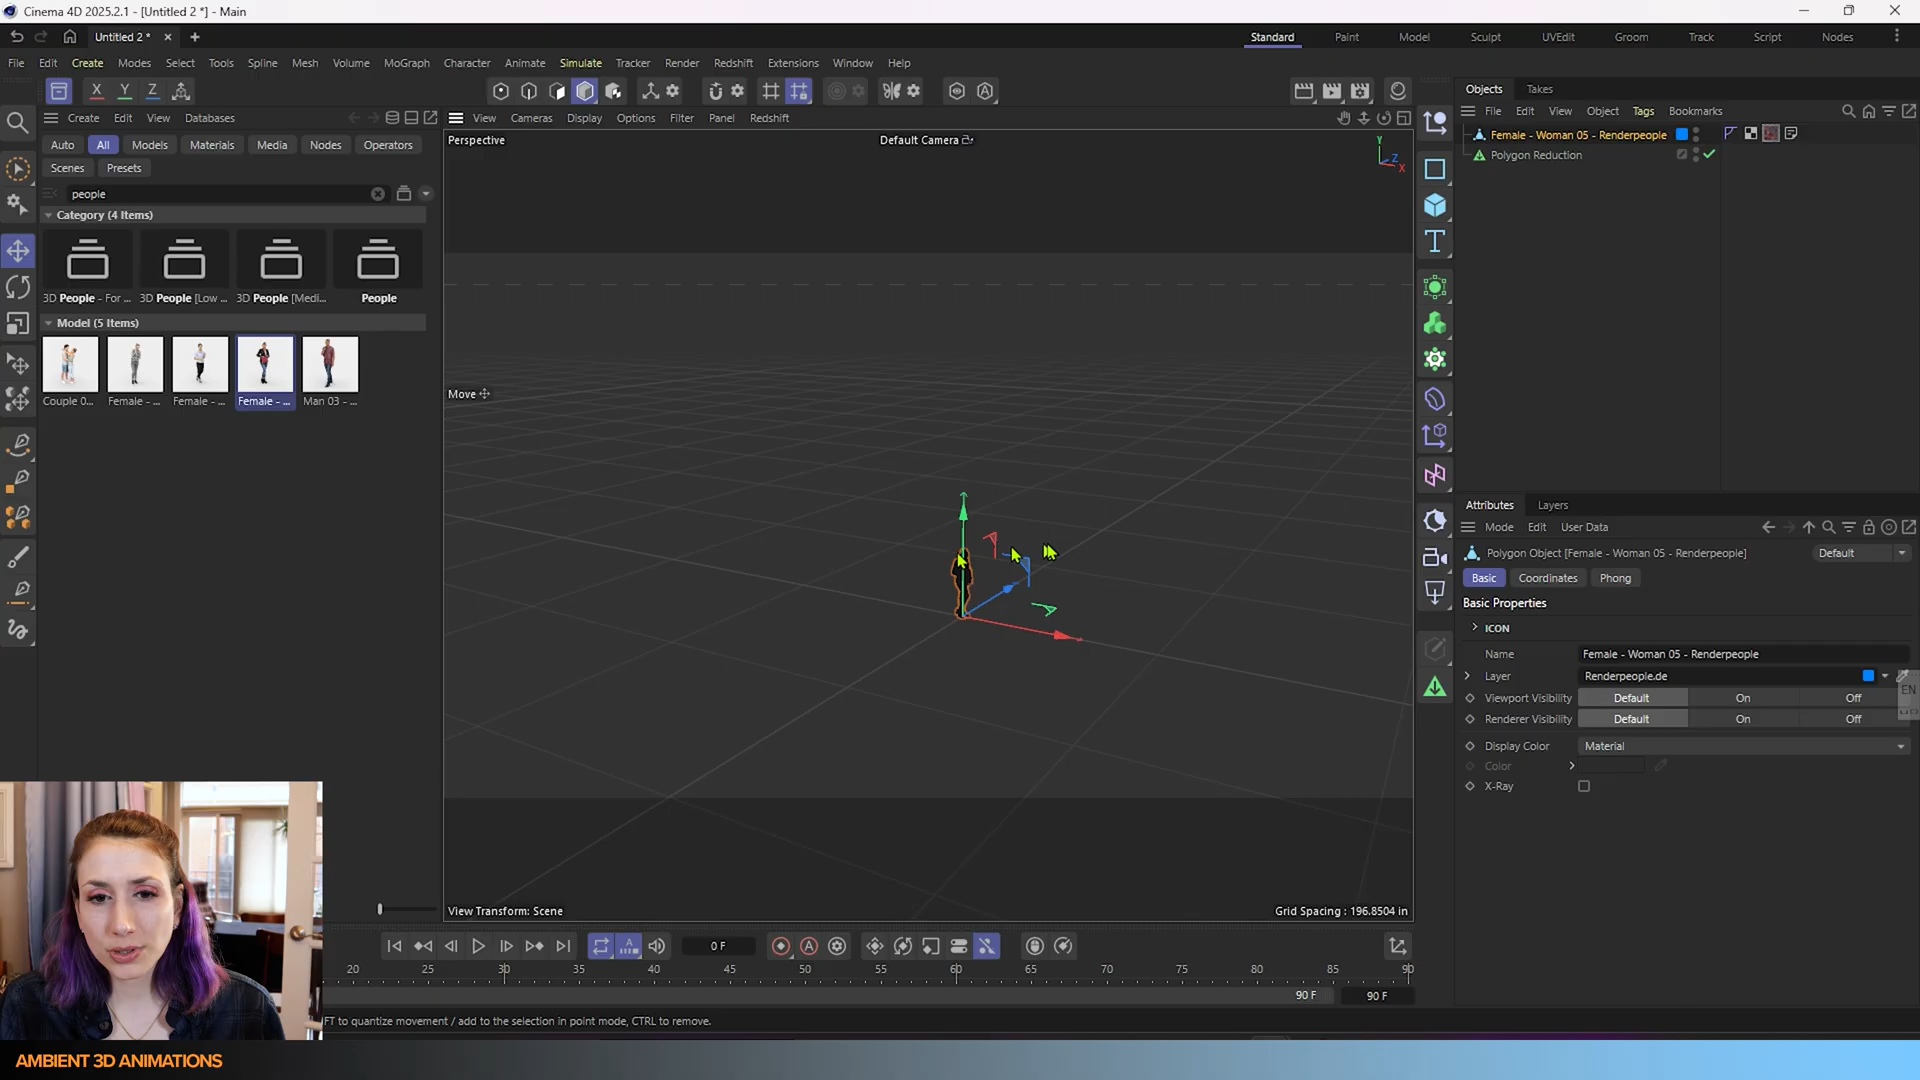 Cinema 4D 2025.2.1 - [Untitled 2 *] - Main
Untitled 2 *
Standard
Paint
Model
Sculpt
UVEdit
Groom
Track
Script
Nodes
File Edit Create Modes Select Tools Spline Mesh Volume MoGraph Character Animate Simulate Tracker Render Redshift Extensions Window Help
X Y Z
Objects Takes
File Edit View Object Tags Bookmarks
Create Edit View Databases
View Cameras Display Options Filter Panel Redshift
Auto All Models Materials Media Nodes Operators
Scenes Presets
people
Category (4 Items)
3D People - For ...
3D People [Low ...
3D People [Medi...
People
Model (5 Items)
Couple 0...
Female - ...
Female - ...
Female - ...
Man 03 - ...
Perspective
Default Camera
Y
Z
X
Move
View Transform: Scene
Grid Spacing : 196.8504 in
Female - Woman 05 - Renderpeople
Polygon Reduction
Attributes Layers
Mode Edit User Data
Polygon Object [Female - Woman 05 - Renderpeople]
Default
Basic Coordinates Phong
Basic Properties
ICON
Name Female - Woman 05 - Renderpeople
Layer Renderpeople.de
Viewport Visibility Default On Off
Renderer Visibility Default On Off
Display Color Material
Color
X-Ray
EN
0 F
20 25 30 35 40 45 50 55 60 65 70 75 80 85 90
90 F
90 F
FT to quantize movement / add to the selection in point mode, CTRL to remove.
AMBIENT 3D ANIMATIONS